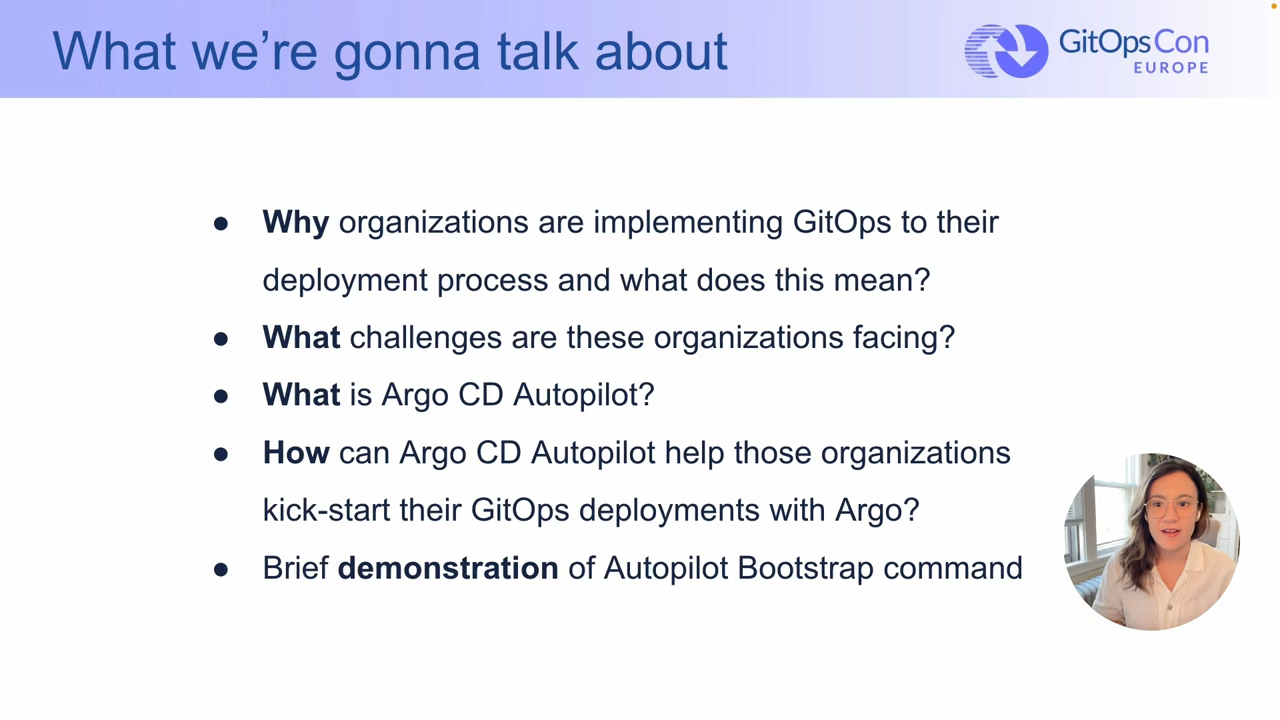 What we’re gonna talk about
GitOpsCon
EUROPE
● Why organizations are implementing GitOps to their
deployment process and what does this mean?
● What challenges are these organizations facing?
● What is Argo CD Autopilot?
● How can Argo CD Autopilot help those organizations
kick-start their GitOps deployments with Argo?
● Brief demonstration of Autopilot Bootstrap command